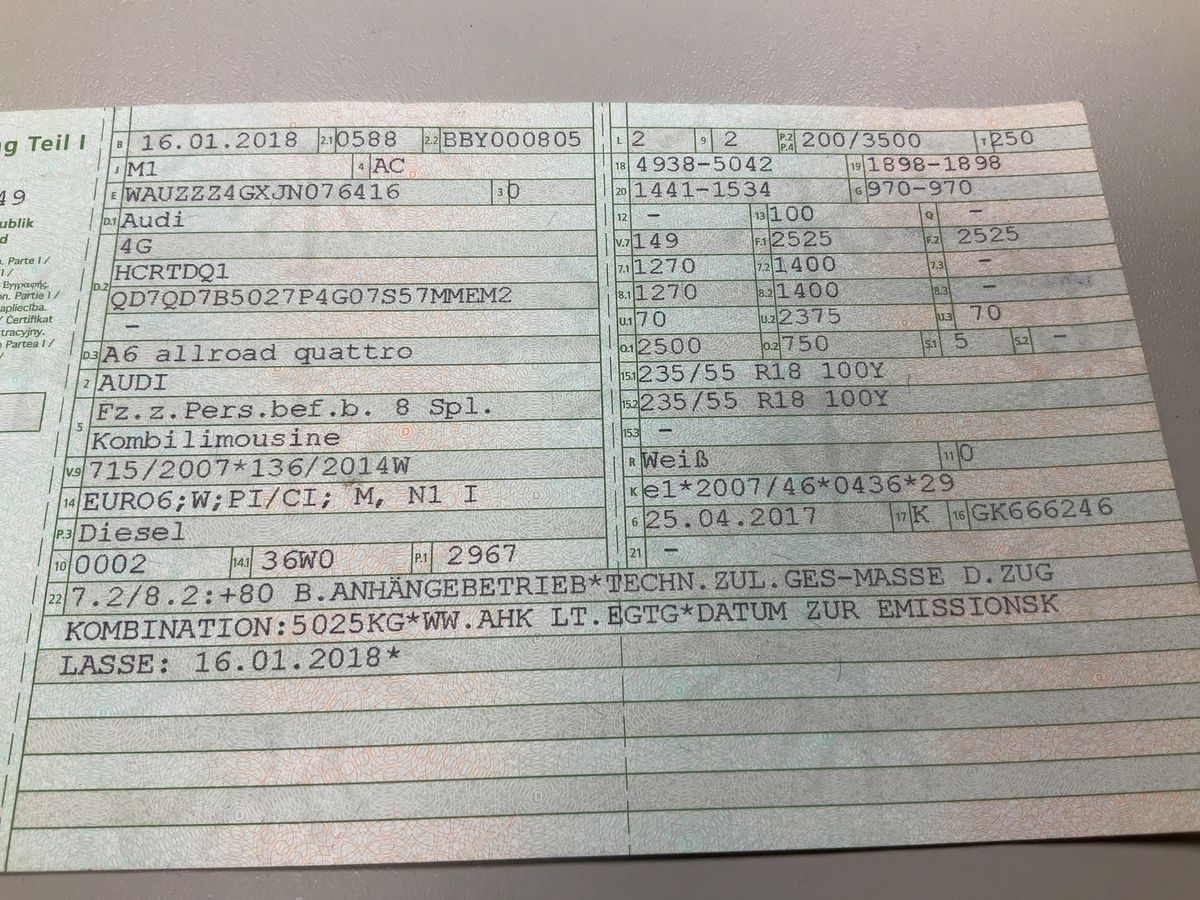 g Teil I
B 16.01.2018 2.1 0588 2.2 BBY000805
J M1 4 AC
E WAUZZZ4GXJN076416 3 0
D.1 Audi
4G
HCRTDQ1
D.2 QD7QD7B5027P4G07S57MMEM2
–
D.3 A6 allroad quattro
2 AUDI
5 Fz.z.Pers.bef.b. 8 Spl.
Kombilimousine
V.9 715/2007*136/2014W
14 EURO6;W;PI/CI; M, N1 I
P.3 Diesel
10 0002 14.1 36W0 P.1 2967
L 2 9 2 P.2 P.4 200/3500 T 250
18 4938-5042 19 1898-1898
20 1441-1534 G 970-970
12 – 13 100 Q –
V.7 149 F.1 2525 F.2 2525
7.1 1270 7.2 1400 7.3 –
8.1 1270 8.2 1400 8.3 –
U.1 70 U.2 2375 U.3 70
O.1 2500 O.2 750 S.1 5 S.2 –
15.1 235/55 R18 100Y
15.2 235/55 R18 100Y
15.3 –
R Weiß 11 0
K e1*2007/46*0436*29
6 25.04.2017 17 K 16 GK666246
21 –
22 7.2/8.2:+80 B.ANHÄNGEBETRIEB*TECHN.ZUL.GES-MASSE D.ZUG
KOMBINATION:5025KG*WW.AHK LT.EGTG*DATUM ZUR EMISSIONSK
LASSE: 16.01.2018*
49
ublik
d
. Parte I /
I /
Εγγραφής.
on. Partie I /
apliecība.
/ Certifikat
tracyjny.
e Partea I /
/